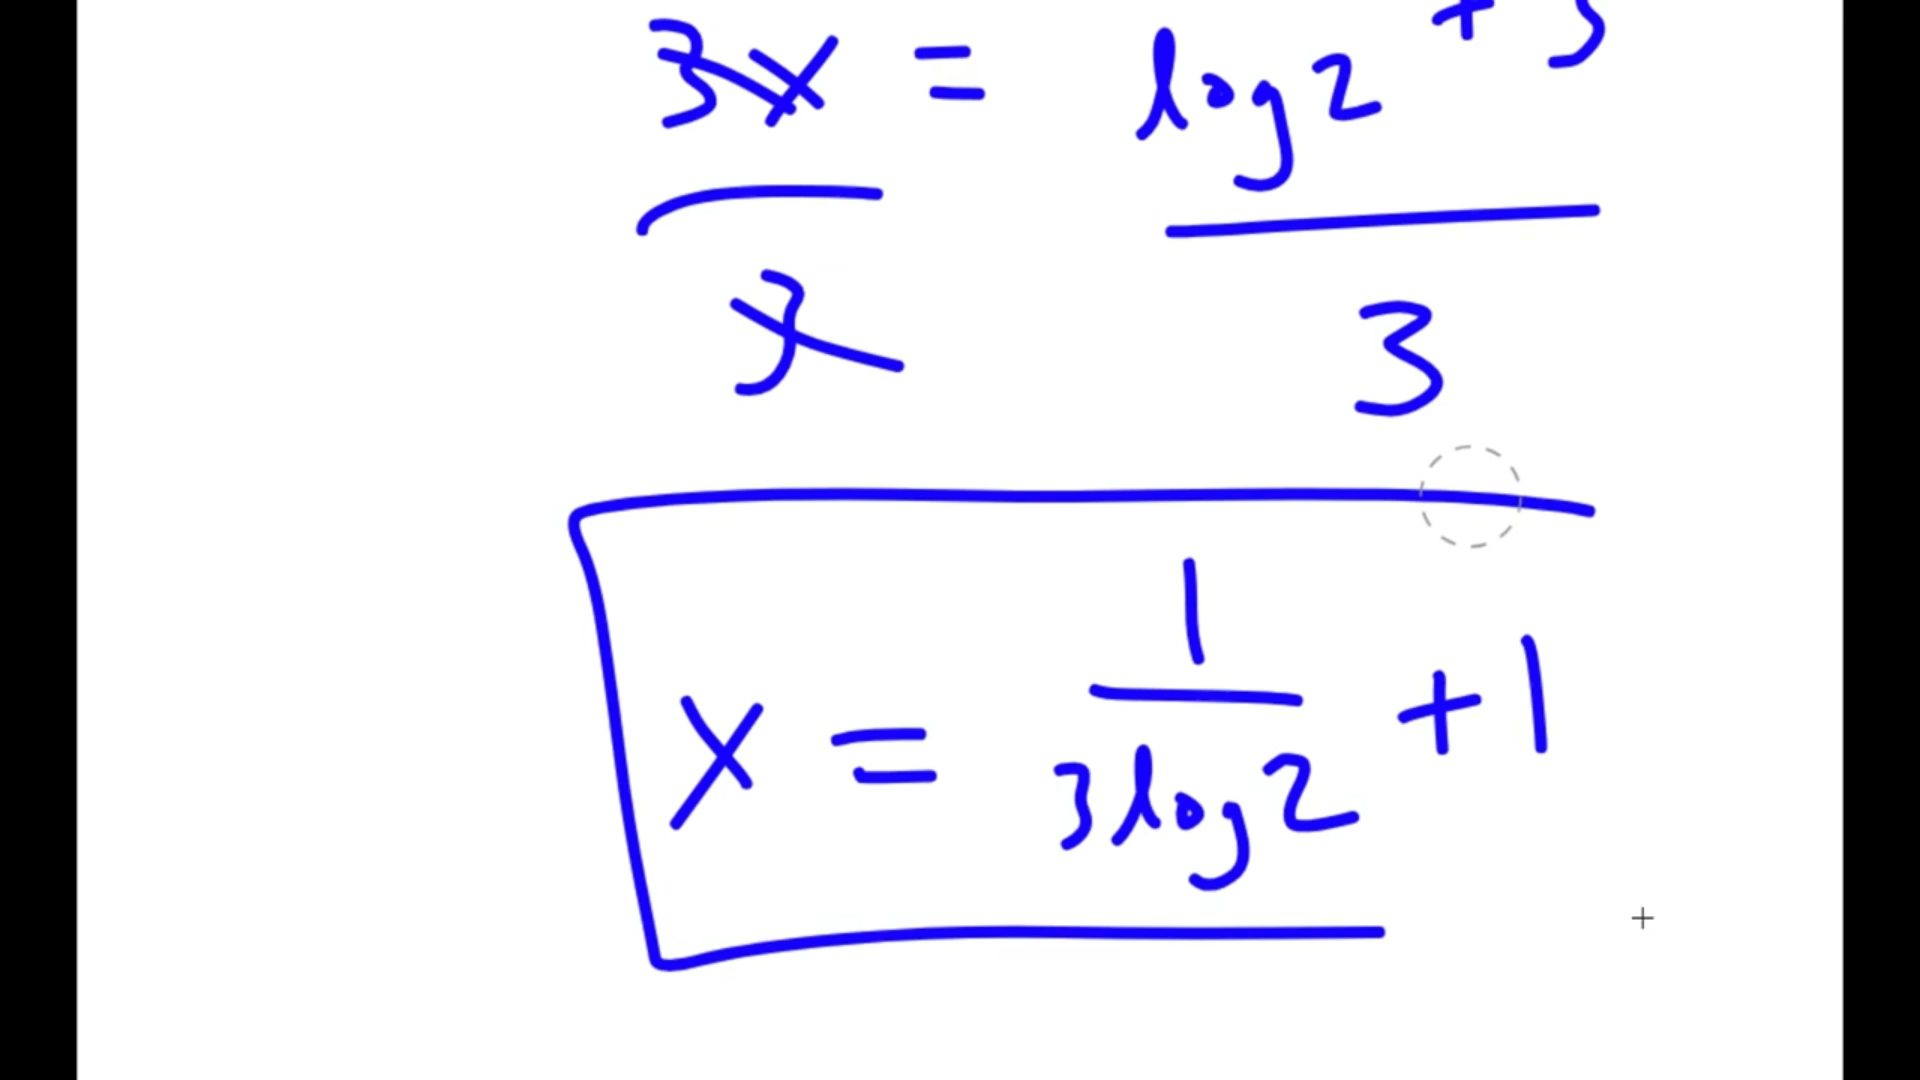 3x = log2 + 3
3 3
x = 1/3log2 + 1